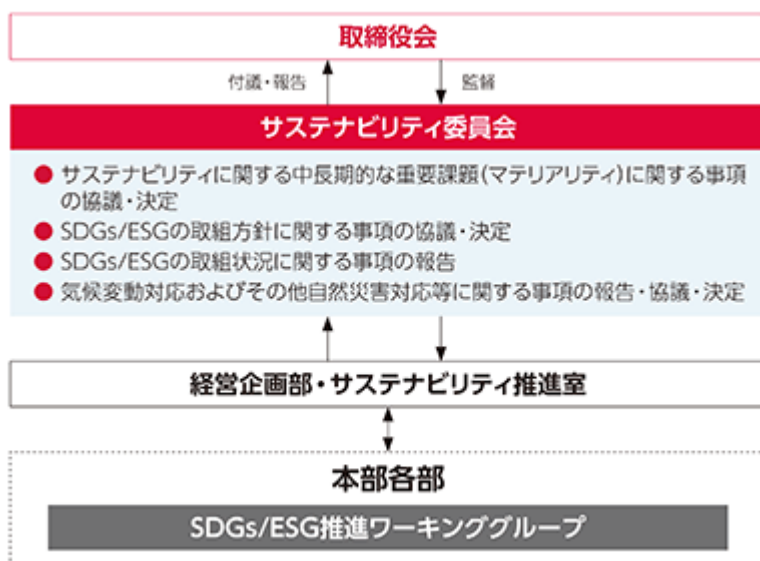 取締役会
付議・報告 監督
サステナビリティ委員会
● サステナビリティに関する中長期的な重要課題(マテリアリティ)に関する事項
の協議・決定
● SDGs/ESGの取組方針に関する事項の協議・決定
● SDGs/ESGの取組状況に関する事項の報告
● 気候変動対応およびその他自然災害対応等に関する事項の報告・協議・決定
経営企画部・サステナビリティ推進室
本部各部
SDGs/ESG推進ワーキンググループ